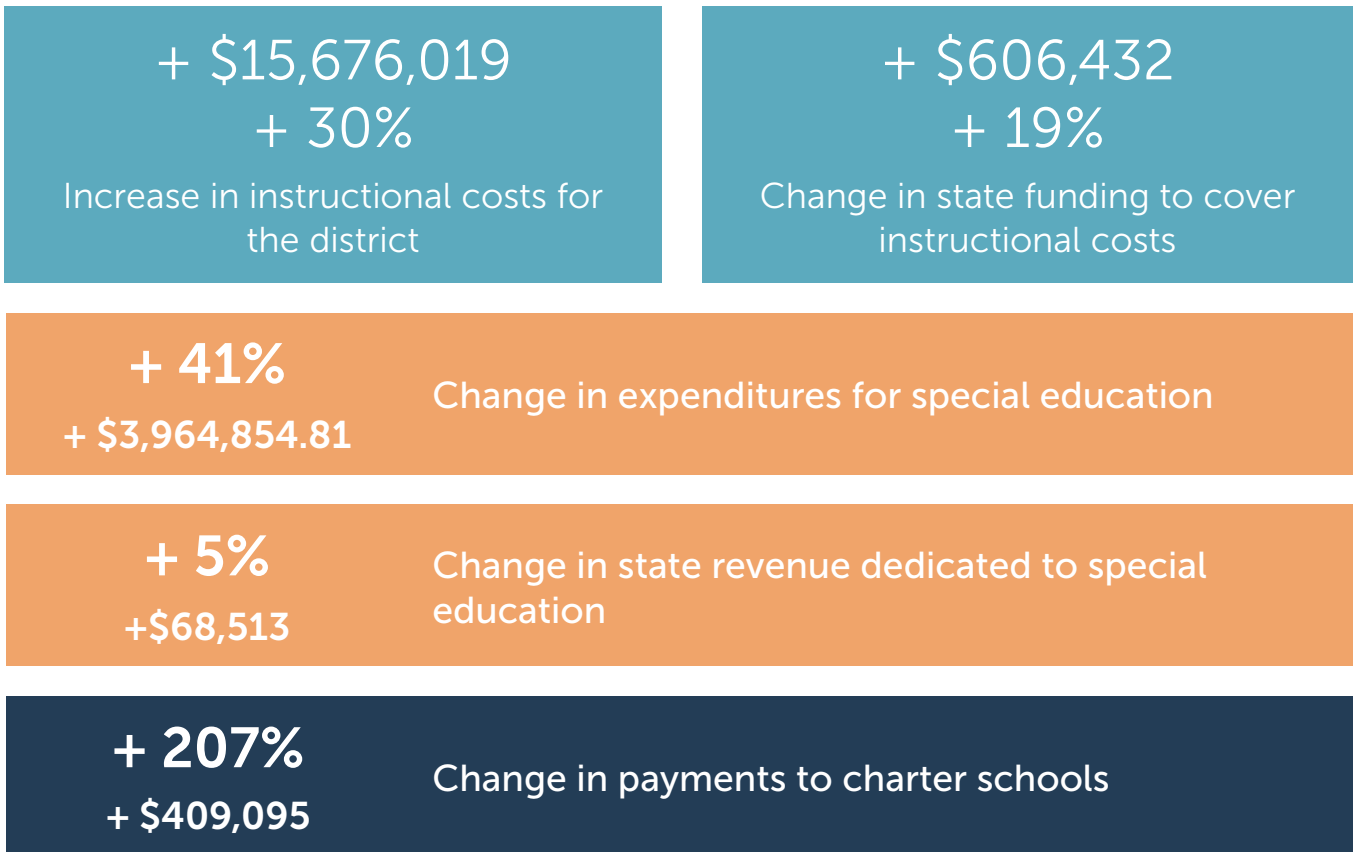 + $15,676,019
+ 30%
Increase in instructional costs for
the district
+ $606,432
+ 19%
Change in state funding to cover
instructional costs
+ 41%
+ $3,964,854.81
Change in expenditures for special education
+ 5%
+$68,513
Change in state revenue dedicated to special
education
+ 207%
+ $409,095
Change in payments to charter schools